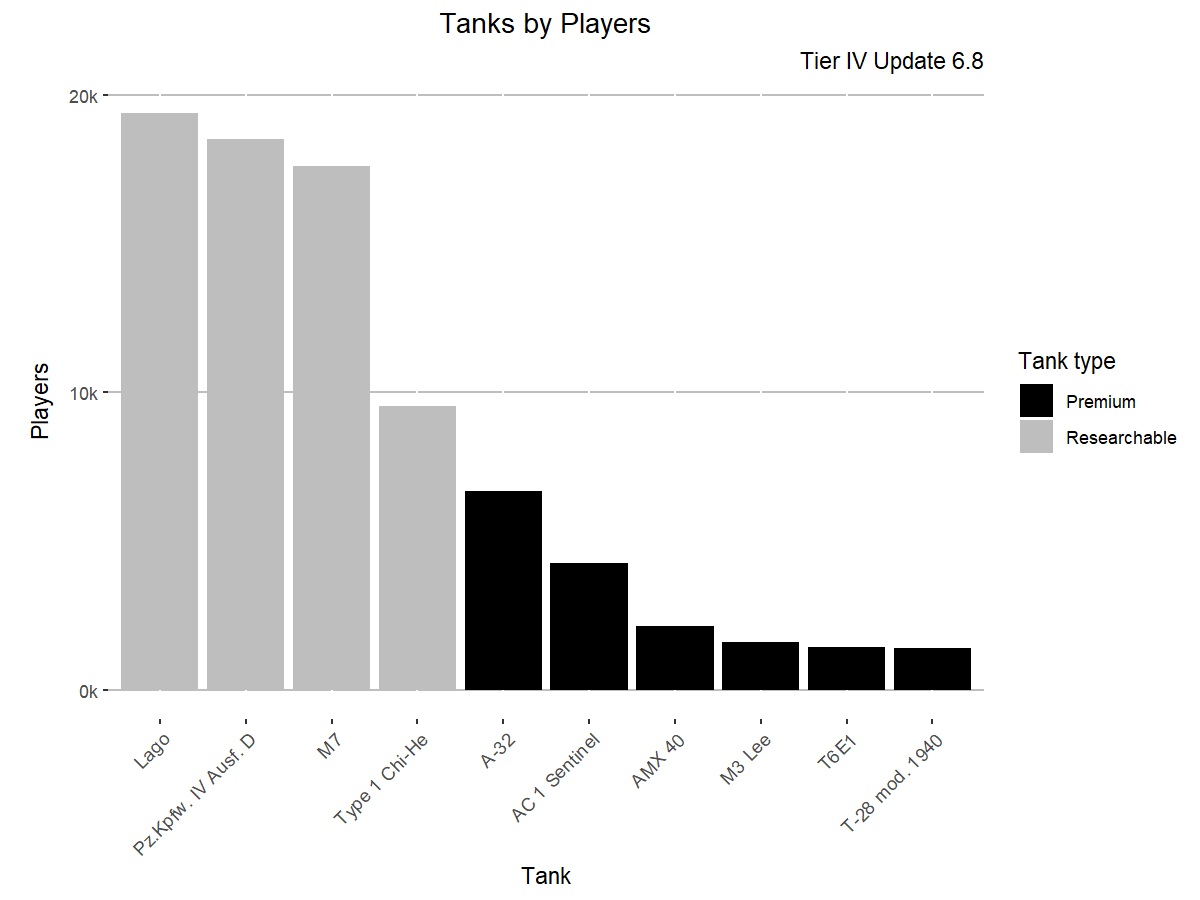 Tanks by Players
Tier IV Update 6.8
20k
10k
0k
Players
Lago
Pz.Kpfw. IV Ausf. D
M7
Type 1 Chi-He
A-32
AC 1 Sentinel
AMX 40
M3 Lee
T6E1
T-28 mod. 1940
Tank
Tank type
Premium
Researchable